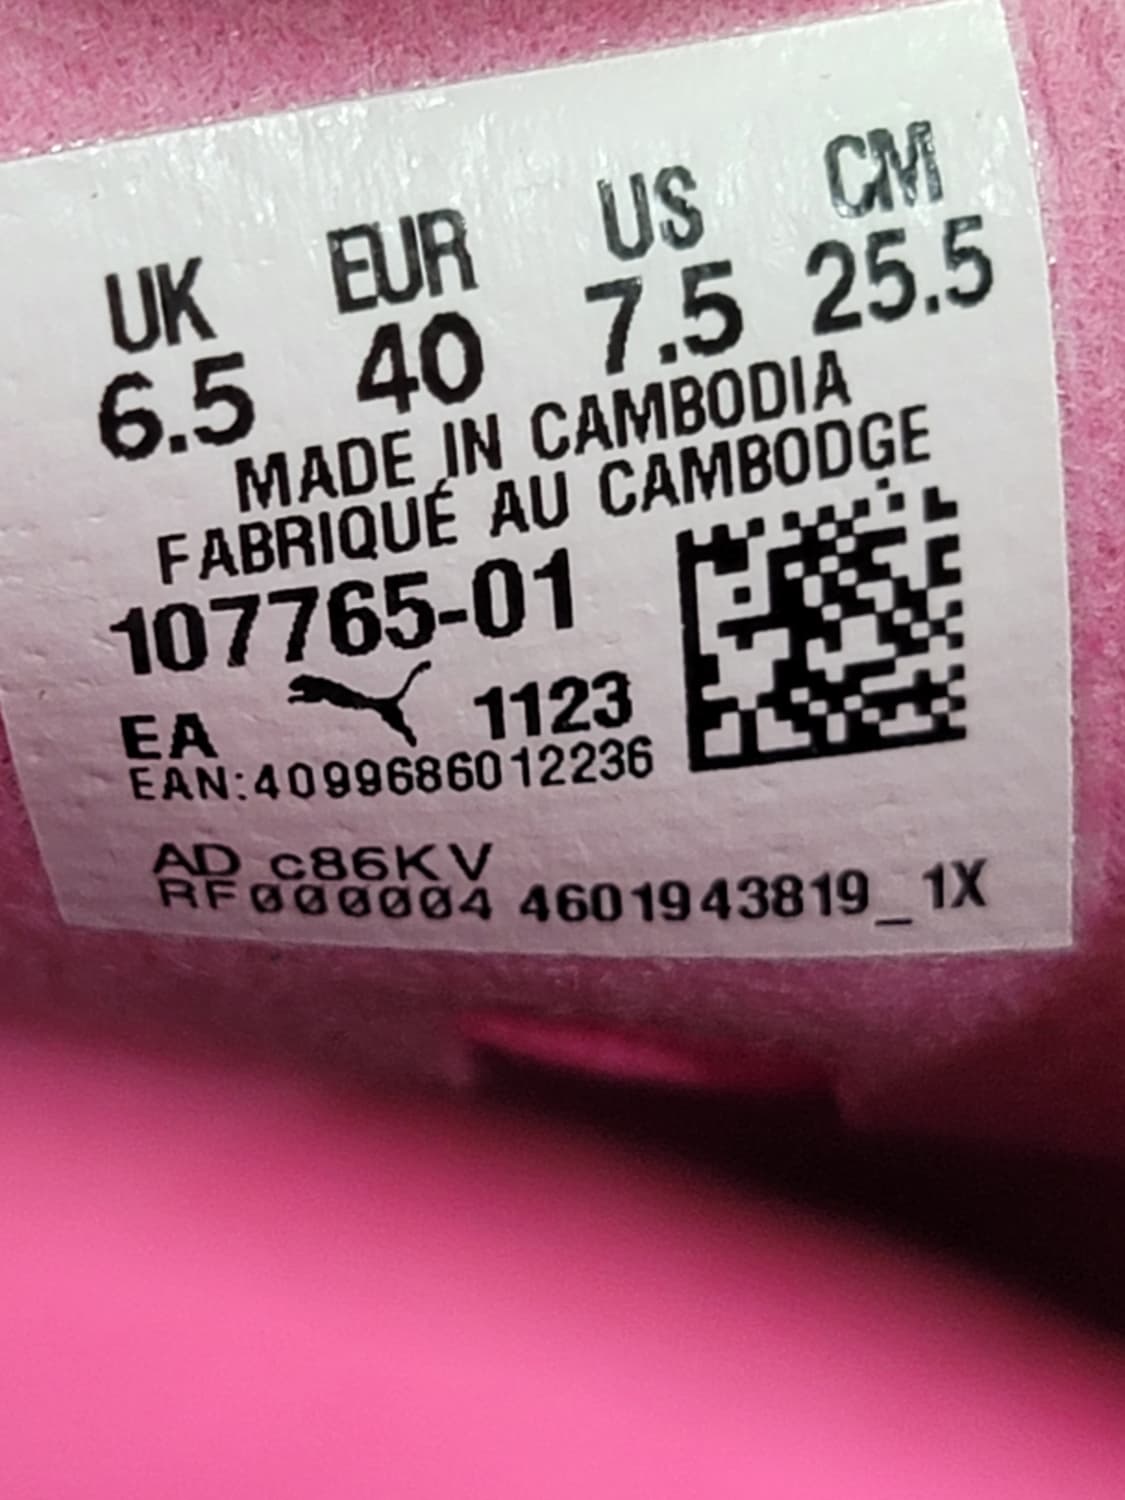 UK EUR US CM
6.5 40 7.5 25.5
MADE IN CAMBODIA
FABRIQUÉ AU CAMBODGE
107765-01
EA 1123
EAN:4099686012236
AD c86KV
RF000004 4601943819_1X